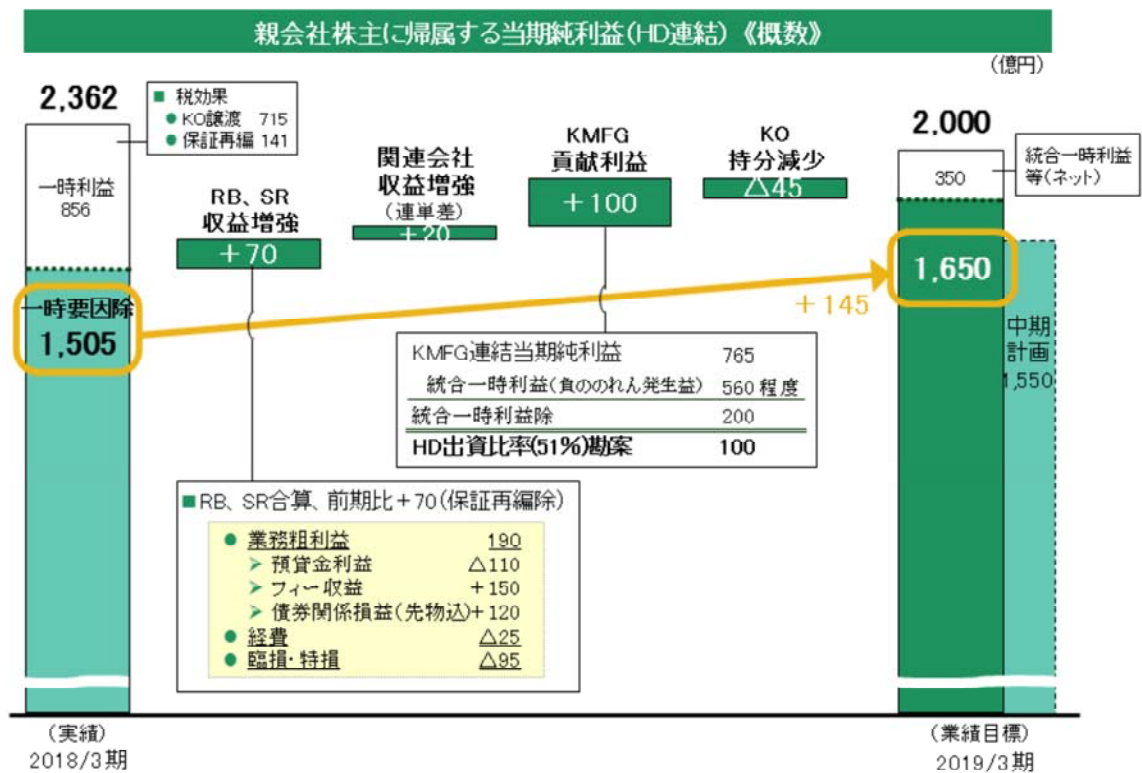 親会社株主に帰属する当期純利益(HD連結)《概数》
(億円)
2,362
■ 税効果
● KO譲渡 715
● 保証再編 141
一時利益
856
一時要因除
1,505
RB、SR
収益増強
+70
関連会社
収益増強
(連単差)
+20
KMFG
貢献利益
+100
KO
持分減少
△45
2,000
350
統合一時利益
等(ネット)
1,650
+145
中期
計画
1,550
KMFG連結当期純利益 765
統合一時利益(負ののれん発生益) 560 程度
統合一時利益除 200
HD出資比率(51%)勘案 100
■RB、SR合算、前期比+70(保証再編除)
● 業務粗利益 190
➢ 預貸金利益 △110
➢ フィー収益 +150
➢ 債券関係損益(先物込)+120
● 経費 △25
● 臨損・特損 △95
(実績)
2018/3期
(業績目標)
2019/3期